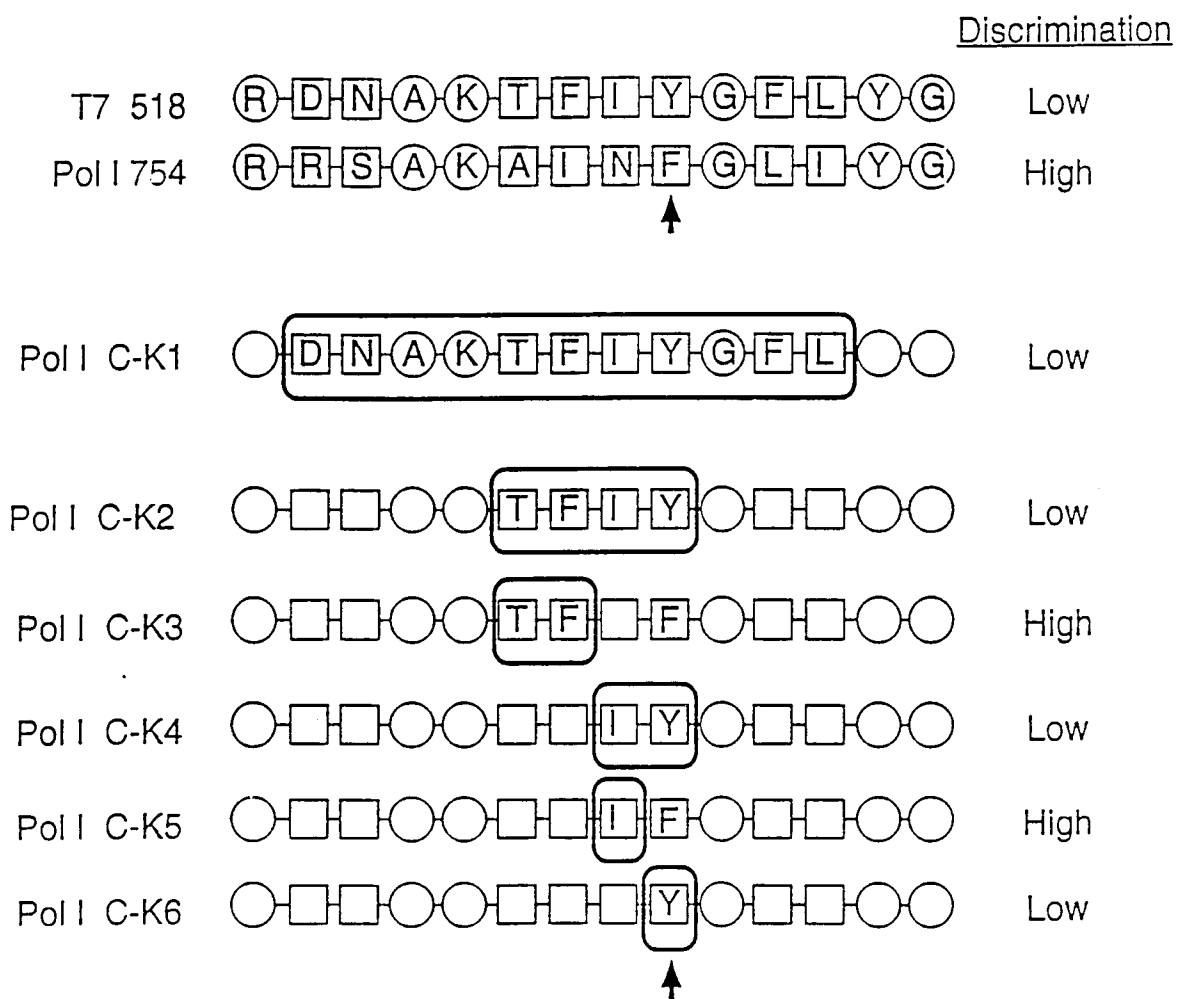 Discrimination
T7 518 R D N A K T F I Y G F L Y G Low
Pol I 754 R R S A K A I N F G L I Y G High
Pol I C-K1 D N A K T F I Y G F L Low
Pol I C-K2 T F I Y Low
Pol I C-K3 T F F High
Pol I C-K4 I Y Low
Pol I C-K5 I F High
Pol I C-K6 Y Low